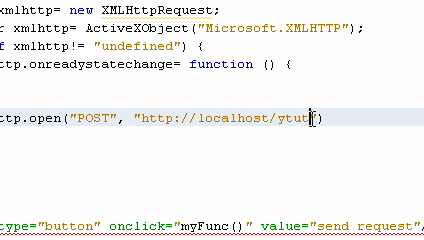 xmlhttp= new XMLHttpRequest;
xmlhttp= ActiveXObject("Microsoft.XMLHTTP");
f xmlhttp!= "undefined") {
ttp.onreadystatechange= function () {
ttp.open("POST", "http://localhost/ytut")
type="button" onclick="myFunc()" value="send request"/